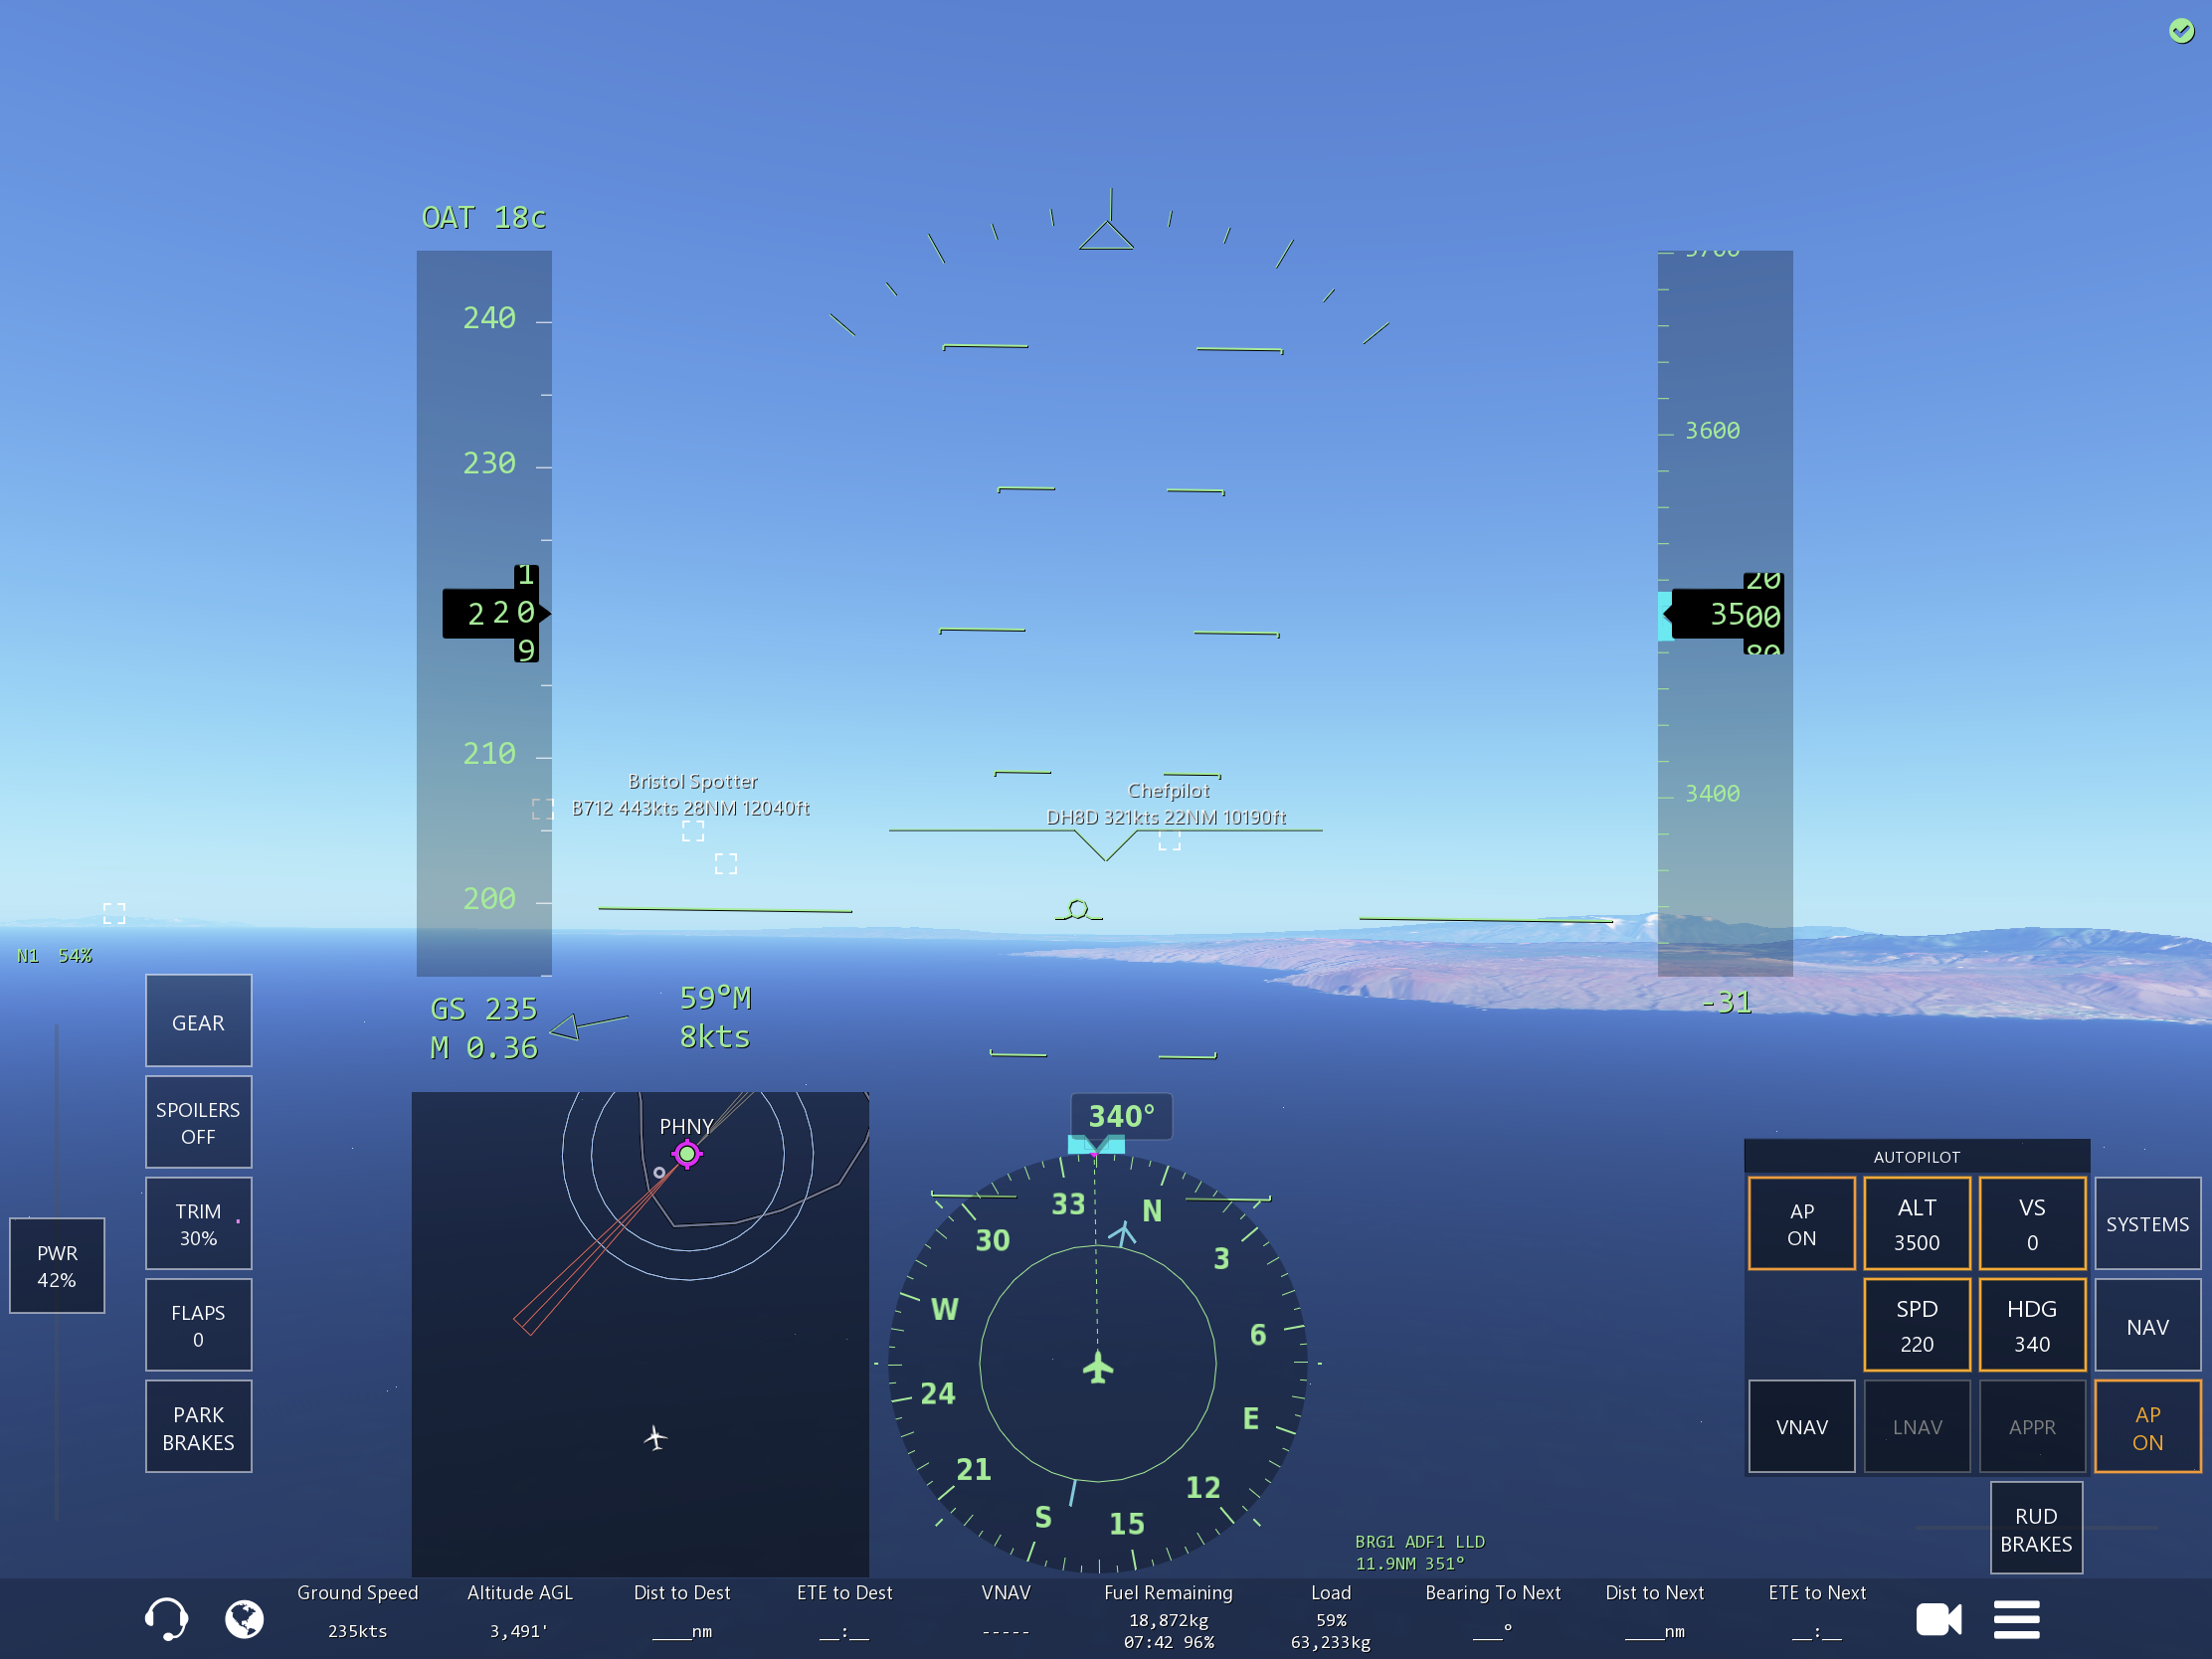 OAT 18c
240
230
220
1
9
210
200
3700
3600
3500
20
80
3400
Bristol Spotter
B712 443kts 28NM 12040ft
Chefpilot
DH8D 321kts 22NM 10190ft
N1 54%
GS 235
M 0.36
59°M
8kts
-31
GEAR
SPOILERS
OFF
TRIM
30%
FLAPS
0
PARK
BRAKES
PWR
42%
PHNY
340°
33
N
30
3
W
6
24
E
21
12
S
15
BRG1 ADF1 LLD
11.9NM 351°
AUTOPILOT
AP
ON
ALT
3500
VS
0
SYSTEMS
SPD
220
HDG
340
NAV
VNAV
LNAV
APPR
AP
ON
RUD
BRAKES
Ground Speed
235kts
Altitude AGL
3,491'
Dist to Dest
____nm
ETE to Dest
__:__
VNAV
-----
Fuel Remaining
18,872kg
07:42 96%
Load
59%
63,233kg
Bearing To Next
___°
Dist to Next
____nm
ETE to Next
__:__